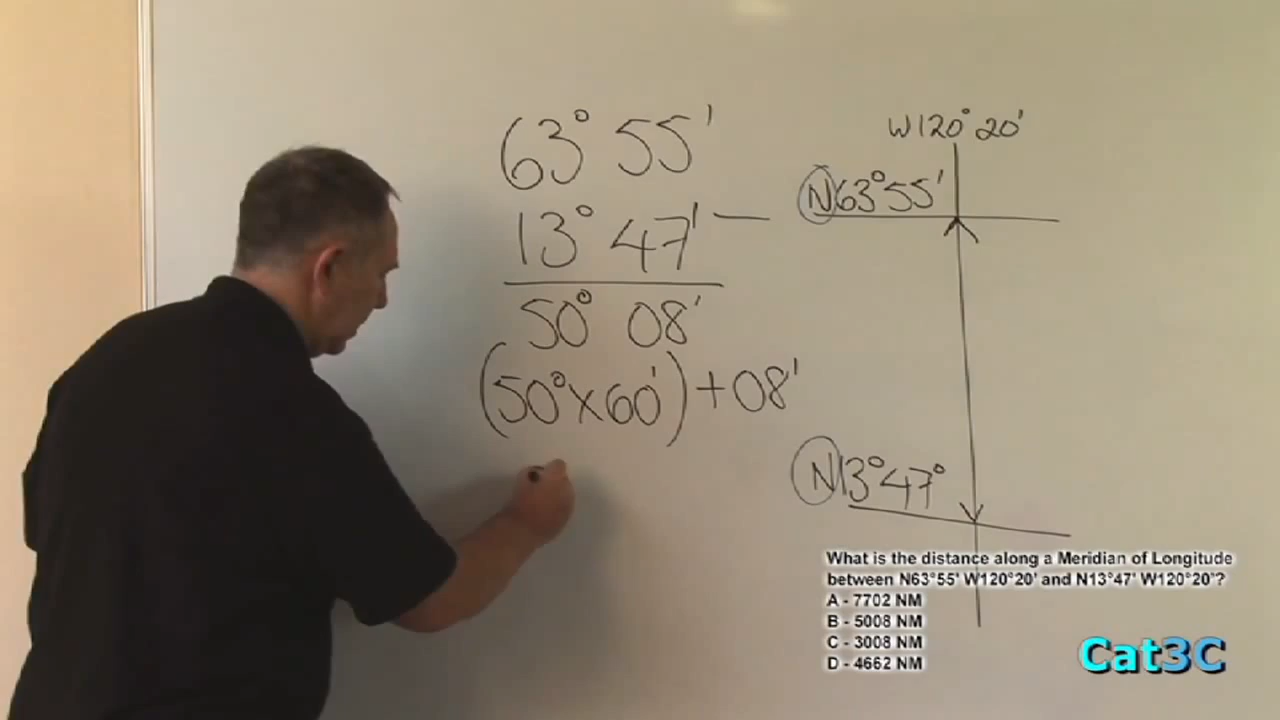 63° 55'
13° 47' —
50° 08'
(50°×60')+08'
W120° 20'
N63°55'
N13°47°
What is the distance along a Meridian of Longitude
between N63°55' W120°20' and N13°47' W120°20'?
A - 7702 NM
B - 5008 NM
C - 3008 NM
D - 4662 NM
Cat3C